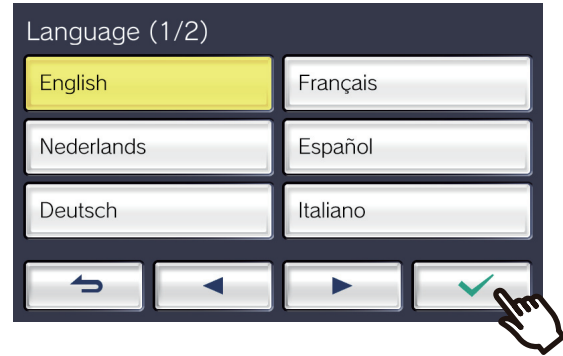 Language (1/2)
English
Français
Nederlands
Español
Deutsch
Italiano